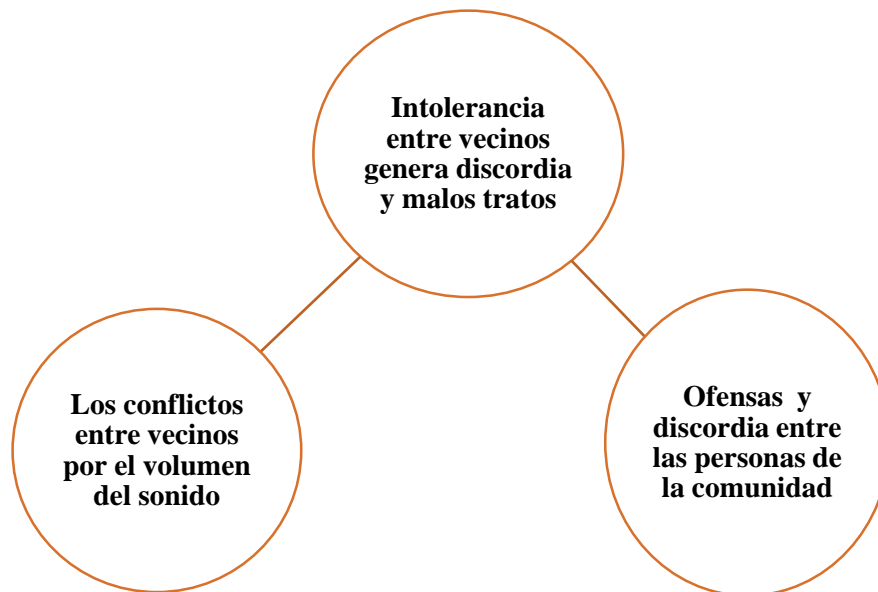 Intolerancia
entre vecinos
genera discordia
y malos tratos
Los conflictos
entre vecinos
por el volumen
del sonido
Ofensas y
discordia entre
las personas de
la comunidad